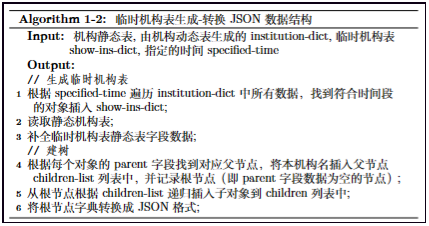 Algorithm 1-2: 临时机构表生成-转换 JSON 数据结构
Input: 机构静态表, 由机构动态表生成的 institution-dict, 临时机构表
show-ins-dict, 指定的时间 specified-time
Output:
// 生成临时机构表
1 根据 specified-time 遍历 institution-dict 中所有数据，找到符合时间段
的对象插入 show-ins-dict;
2 读取静态机构表;
3 补全临时机构表静态表字段数据;
// 建树
4 根据每个对象的 parent 字段找到对应父节点，将本机构名插入父节点
children-list 列表中，并记录根节点（即 parent 字段数据为空的节点）;
5 从根节点根据 children-list 递归插入子对象到 children 列表中;
6 将根节点字典转换成 JSON 格式;